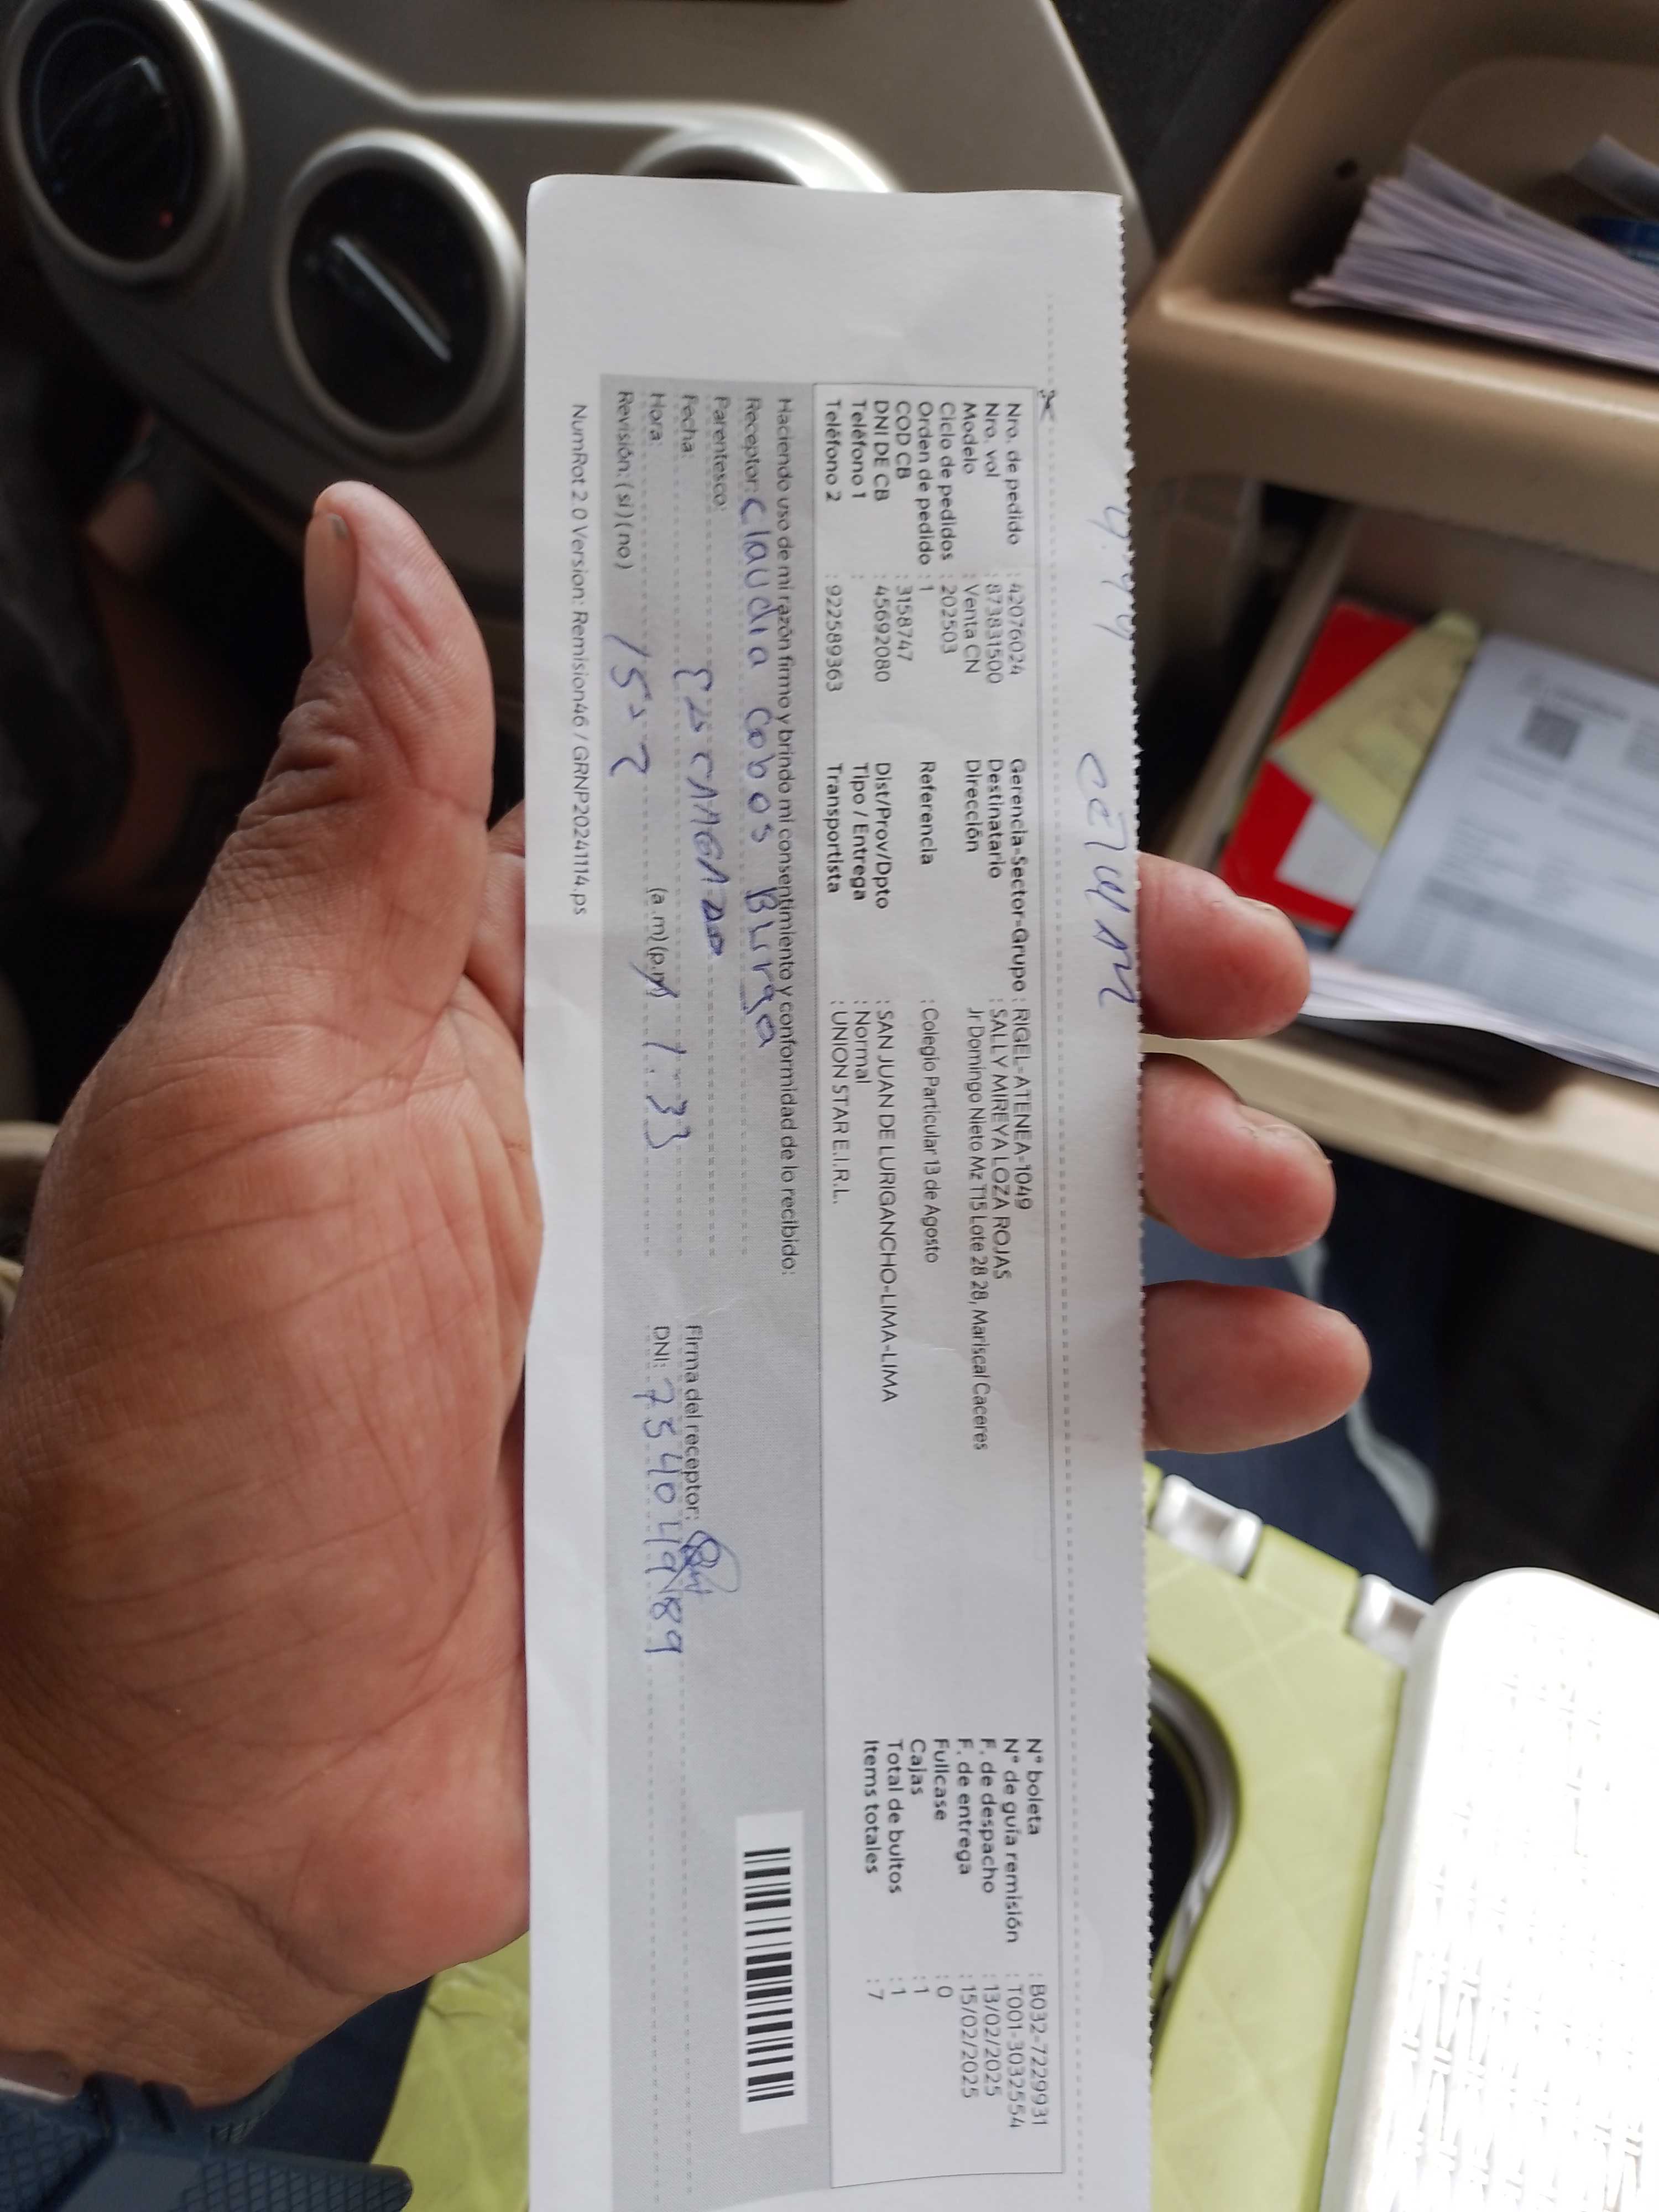 4.44 CEZUAM
Nro. de pedido : 42076024
Nro. vol : 873831500
Modelo : Venta CN
Ciclo de pedidos : 202503
Orden de pedido : 1
COD CB : 3158747
DNI DE CB : 45692080
Teléfono 1 :
Teléfono 2 : 922589363
Gerencia-Sector-Grupo : RIGEL-ATENEA-1049
Destinatario : SALLY MIREYA LOZA ROJAS
Dirección Jr Domingo Nieto Mz T15 Lote 28 28, Mariscal Caceres
Referencia : Colegio Particular 13 de Agosto
Dist/Prov/Dpto : SAN JUAN DE LURIGANCHO-LIMA-LIMA
Tipo / Entrega : Normal
Transportista : UNION STAR E.I.R.L.
N° boleta : B032-7229931
N° de guía remisión : T001-3032554
F. de despacho : 13/02/2025
F. de entrega : 15/02/2025
Fullcase : 0
Cajas : 1
Total de bultos : 1
Items totales : 7
Haciendo uso de mi razón firmo y brindo mi consentimiento y conformidad de lo recibido:
Receptor: Claudia Cobos Burga
Parentesco: ENCARGADO
Fecha: 15-2
Firma del receptor:
Hora: (a.m)(p.m) 1:33
DNI: 75404989
Revisión: (si) (no)
NumRot 2.0 Version: Remision46 / GRNP20241114.ps